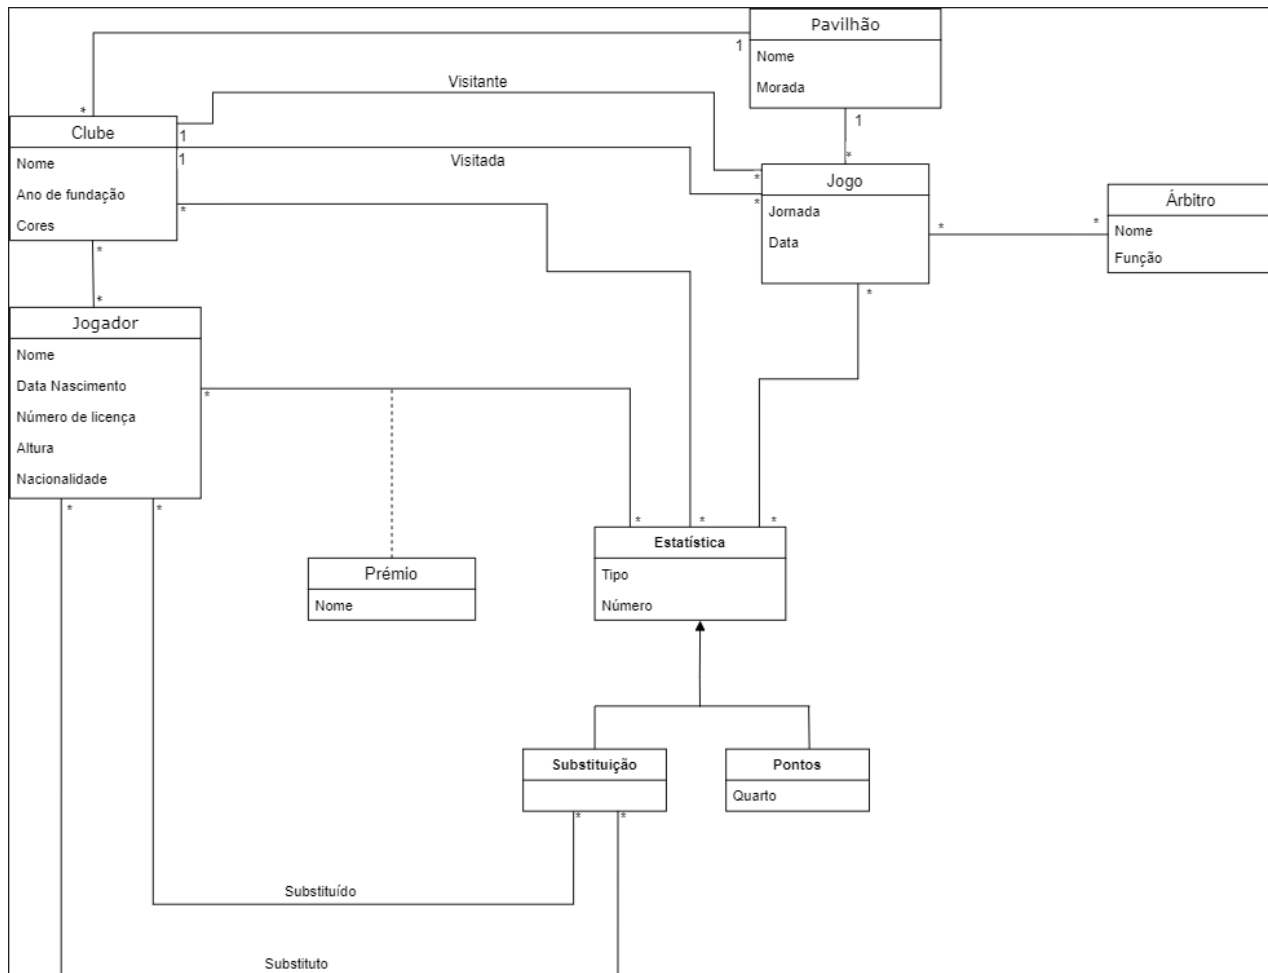 Pavilhão
1
Nome
Morada
1
Visitante
*
Clube
1
1
Nome
Ano de fundação
Cores
*
*
Visitada
*
*
*
Jogo
Jornada
Data
*
*
*
Árbitro
Nome
Função
*
Jogador
Nome
Data Nascimento
Número de licença
Altura
Nacionalidade
*
*
*
Prémio
Nome
*
*
*
Estatística
Tipo
Número
Substituição
Pontos
Quarto
*
*
Substituído
Substituto